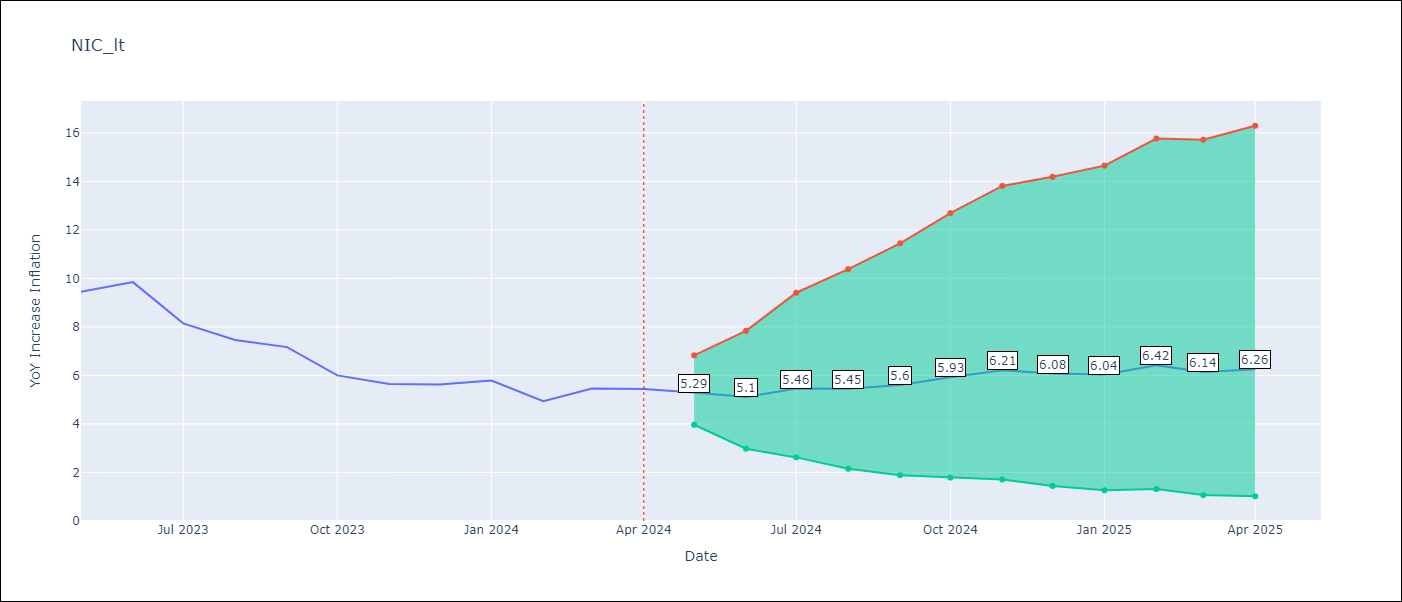 NIC_lt
YoY Increase Inflation
16
14
12
10
8
6
4
2
0
5.29
5.1
5.46
5.45
5.6
5.93
6.21
6.08
6.04
6.42
6.14
6.26
Jul 2023
Oct 2023
Jan 2024
Apr 2024
Jul 2024
Oct 2024
Jan 2025
Apr 2025
Date